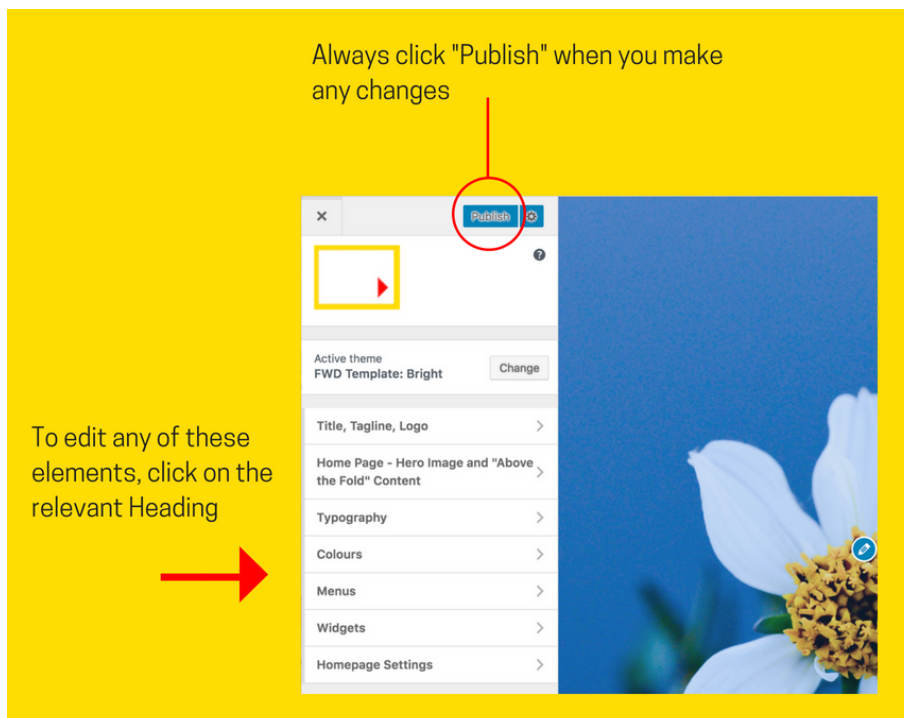 Always click "Publish" when you make
any changes
Publish
Active theme
FWD Template: Bright
Change
To edit any of these
elements, click on the
relevant Heading
Title, Tagline, Logo
Home Page - Hero Image and "Above
the Fold" Content
Typography
Colours
Menus
Widgets
Homepage Settings